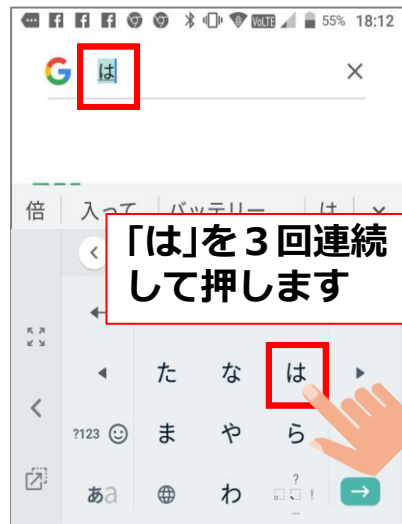 VoLTE 55% 18:12
G は ×
倍 入って バッテリー は
「は」を３回連続
して押します
た な は
?123 ま や ら
あa わ ? !